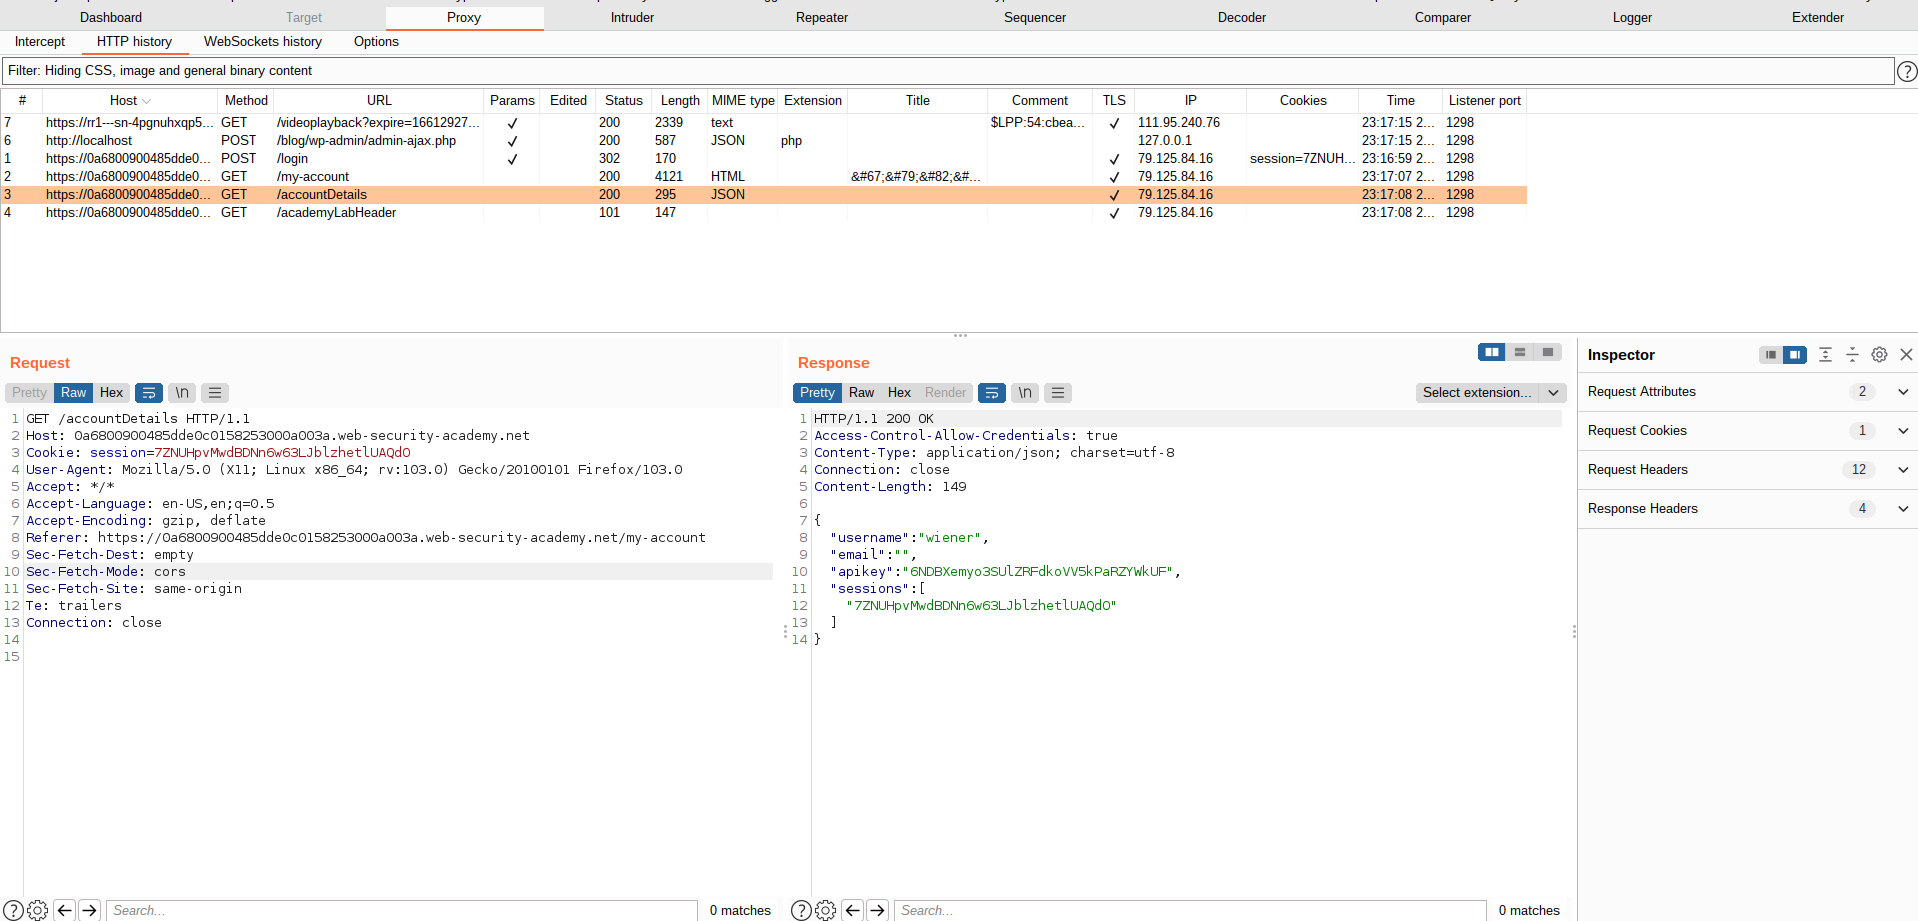 Dashboard Target Proxy Intruder Repeater Sequencer Decoder Comparer Logger Extender
Intercept HTTP history WebSockets history Options
Filter: Hiding CSS, image and general binary content
# Host Method URL Params Edited Status Length MIME type Extension Title Comment TLS IP Cookies Time Listener port
7 https://rr1---sn-4pgnuhxqp5... GET /videoplayback?expire=16612927... ✓ 200 2339 text $LPP:54:cbea... ✓ 111.95.240.76 23:17:15 2... 1298
6 http://localhost POST /blog/wp-admin/admin-ajax.php ✓ 200 587 JSON php 127.0.0.1 23:17:15 2... 1298
1 https://0a6800900485dde0... POST /login ✓ 302 170 ✓ 79.125.84.16 session=7ZNUH... 23:16:59 2... 1298
2 https://0a6800900485dde0... GET /my-account 200 4121 HTML &#67;&#79;&#82;&#... ✓ 79.125.84.16 23:17:07 2... 1298
3 https://0a6800900485dde0... GET /accountDetails 200 295 JSON ✓ 79.125.84.16 23:17:08 2... 1298
4 https://0a6800900485dde0... GET /academyLabHeader 101 147 ✓ 79.125.84.16 23:17:08 2... 1298
Request
Pretty Raw Hex \n
1 GET /accountDetails HTTP/1.1
2 Host: 0a6800900485dde0c0158253000a003a.web-security-academy.net
3 Cookie: session=7ZNUHpvMwdBDNn6w63LJblzhetlUAQdO
4 User-Agent: Mozilla/5.0 (X11; Linux x86_64; rv:103.0) Gecko/20100101 Firefox/103.0
5 Accept: */*
6 Accept-Language: en-US,en;q=0.5
7 Accept-Encoding: gzip, deflate
8 Referer: https://0a6800900485dde0c0158253000a003a.web-security-academy.net/my-account
9 Sec-Fetch-Dest: empty
10 Sec-Fetch-Mode: cors
11 Sec-Fetch-Site: same-origin
12 Te: trailers
13 Connection: close
14
15
Search...
0 matches
Response
Pretty Raw Hex Render \n Select extension...
1 HTTP/1.1 200 OK
2 Access-Control-Allow-Credentials: true
3 Content-Type: application/json; charset=utf-8
4 Connection: close
5 Content-Length: 149
6
7 {
8 "username":"wiener",
9 "email":"",
10 "apikey":"6NDBXemyo3SUlZRFdkoVV5kPaRZYWkUF",
11 "sessions":[
12 "7ZNUHpvMwdBDNn6w63LJblzhetlUAQdO"
13 ]
14 }
Search...
0 matches
Inspector
Request Attributes 2
Request Cookies 1
Request Headers 12
Response Headers 4